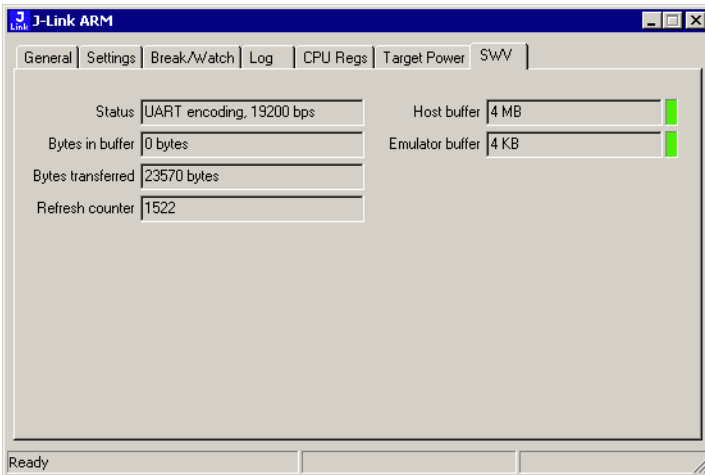 J Link J-Link ARM
General Settings Break/Watch Log CPU Regs Target Power SWV
Status UART encoding, 19200 bps Host buffer 4 MB
Bytes in buffer 0 bytes Emulator buffer 4 KB
Bytes transferred 23570 bytes
Refresh counter 1522
Ready